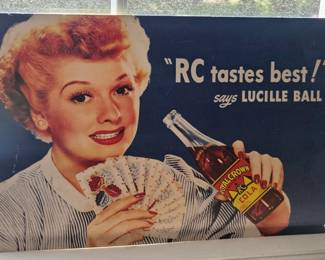 "RC tastes best!"
says LUCILLE BALL
ROYAL CROWN
COLA